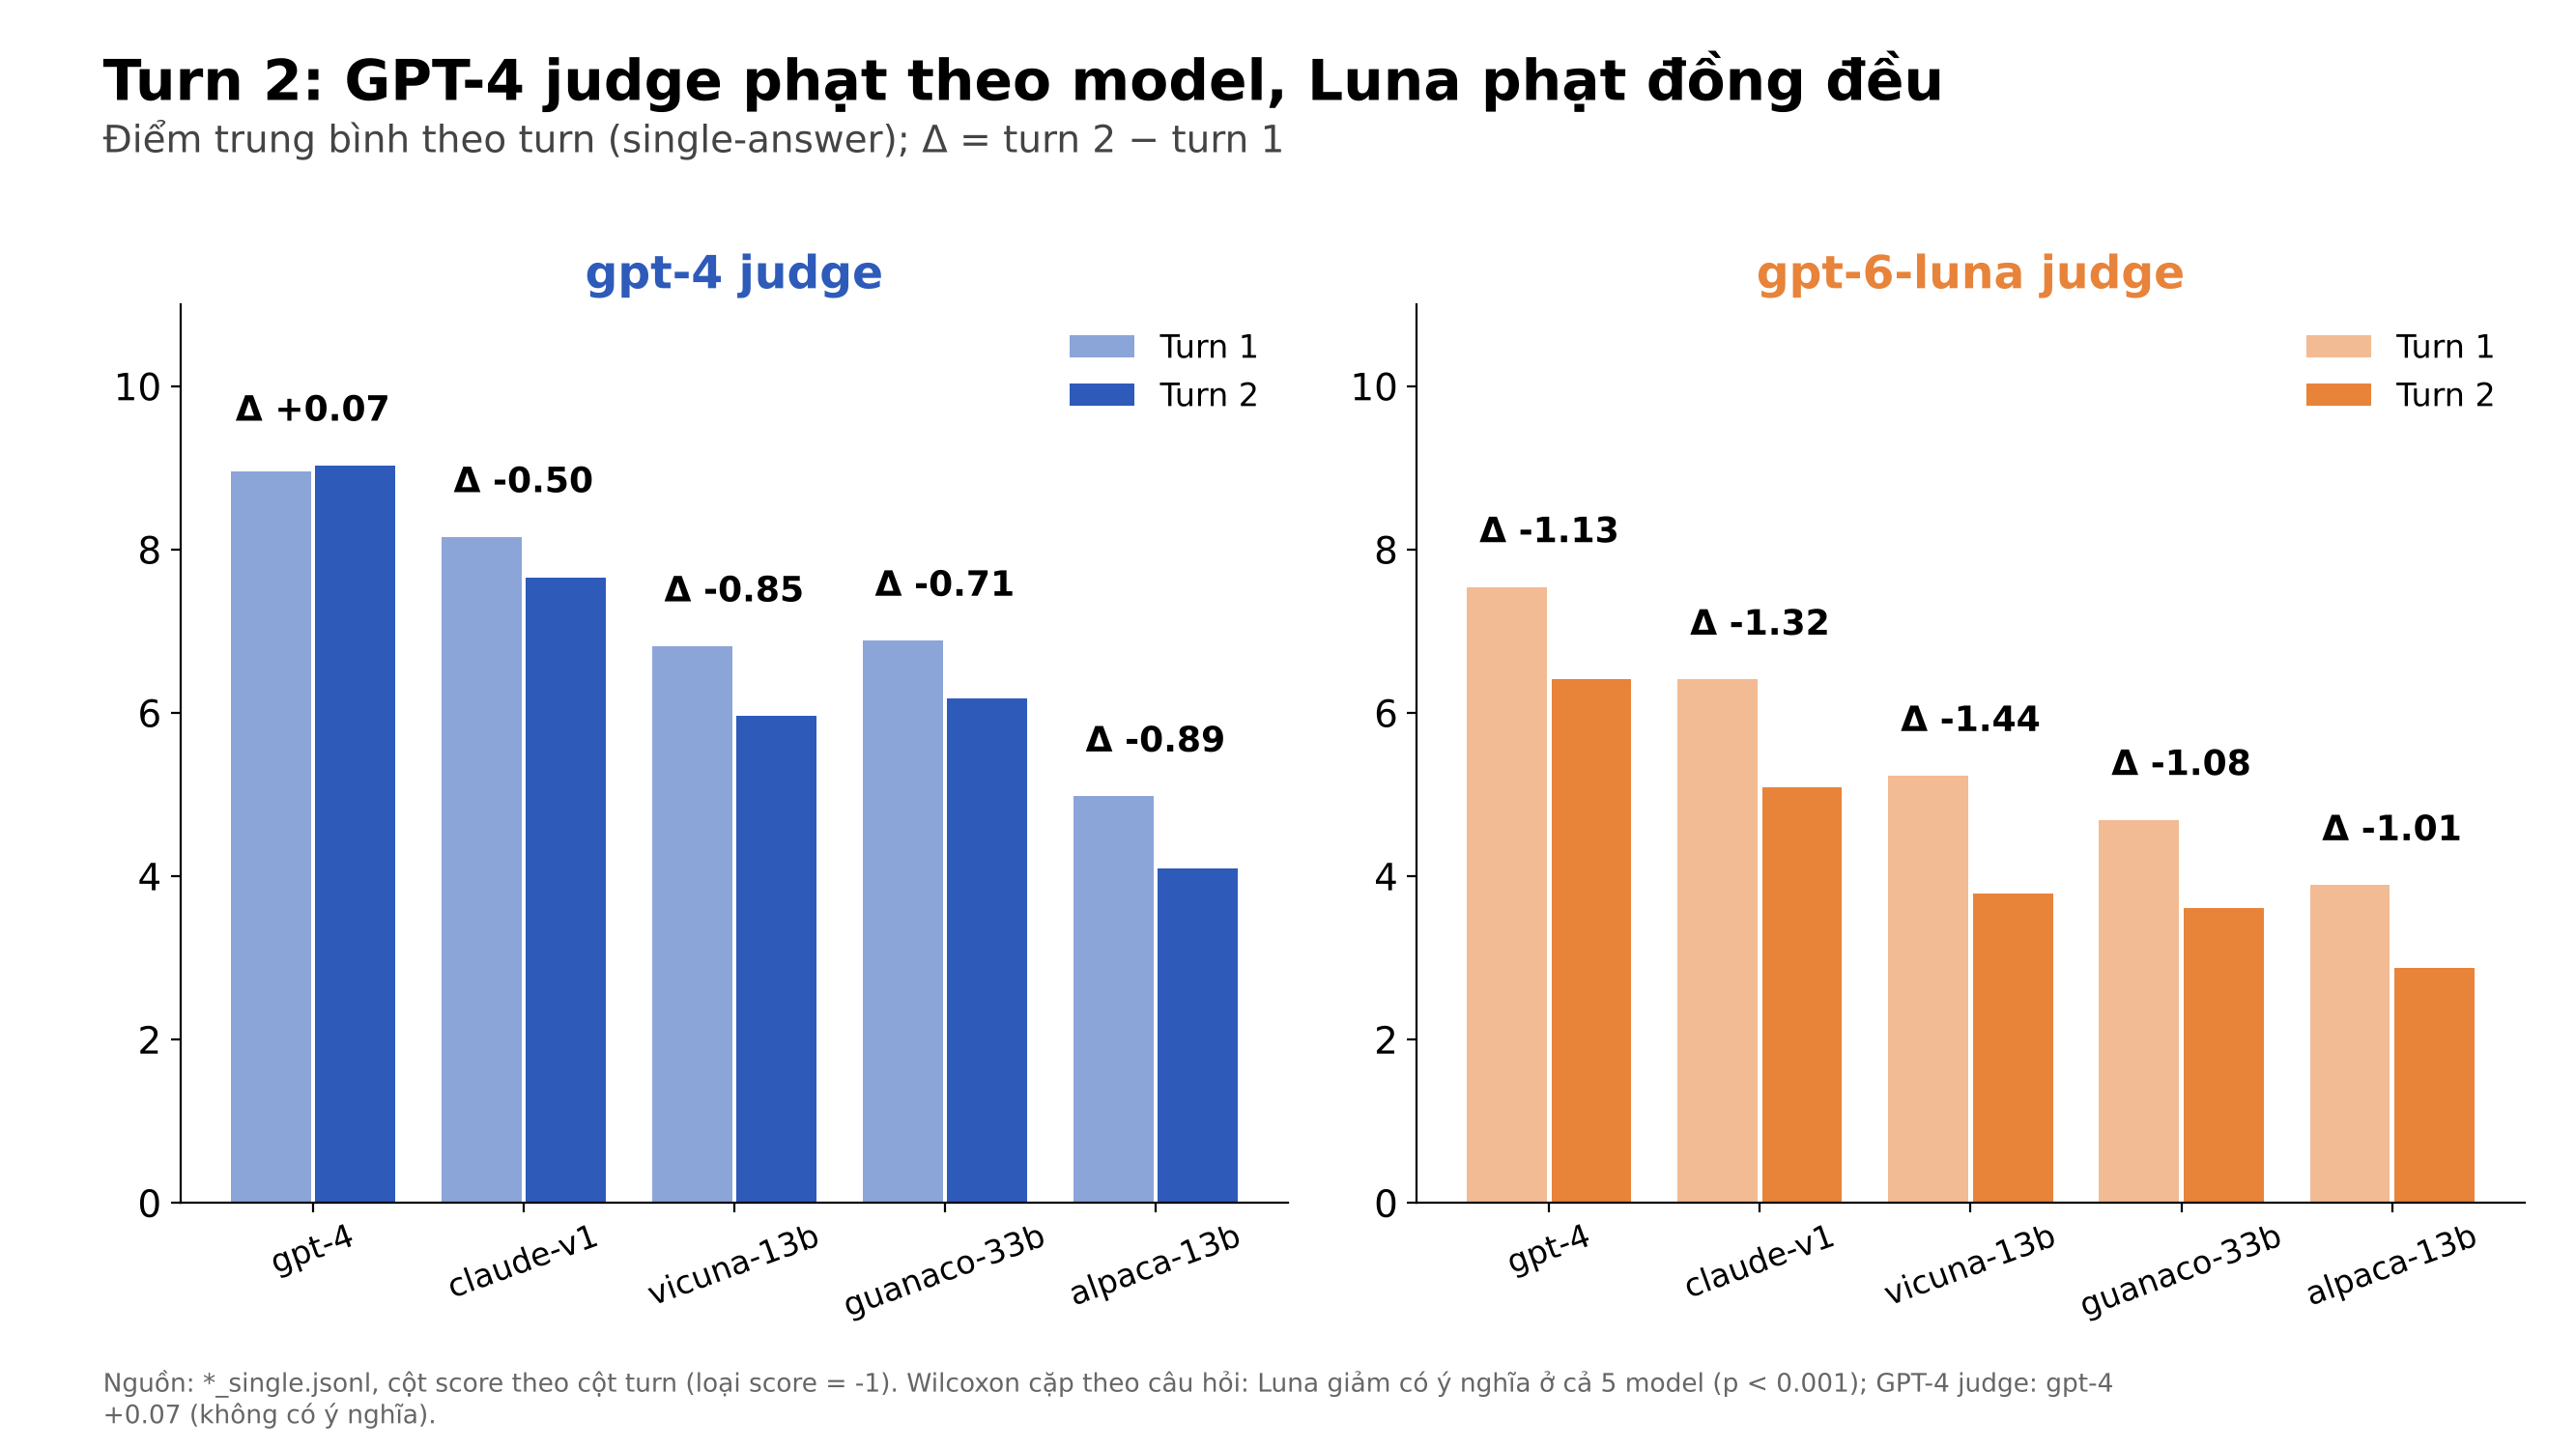 Turn 2: GPT-4 judge phạt theo model, Luna phạt đồng đều
Điểm trung bình theo turn (single-answer); Δ = turn 2 − turn 1
gpt-4 judge
Turn 1
Turn 2
10
8
6
4
2
0
Δ +0.07
Δ -0.50
Δ -0.85
Δ -0.71
Δ -0.89
gpt-4
claude-v1
vicuna-13b
guanaco-33b
alpaca-13b
gpt-6-luna judge
Turn 1
Turn 2
10
8
6
4
2
0
Δ -1.13
Δ -1.32
Δ -1.44
Δ -1.08
Δ -1.01
gpt-4
claude-v1
vicuna-13b
guanaco-33b
alpaca-13b
Nguồn: *_single.jsonl, cột score theo cột turn (loại score = -1). Wilcoxon cặp theo câu hỏi: Luna giảm có ý nghĩa ở cả 5 model (p < 0.001); GPT-4 judge: gpt-4
+0.07 (không có ý nghĩa).